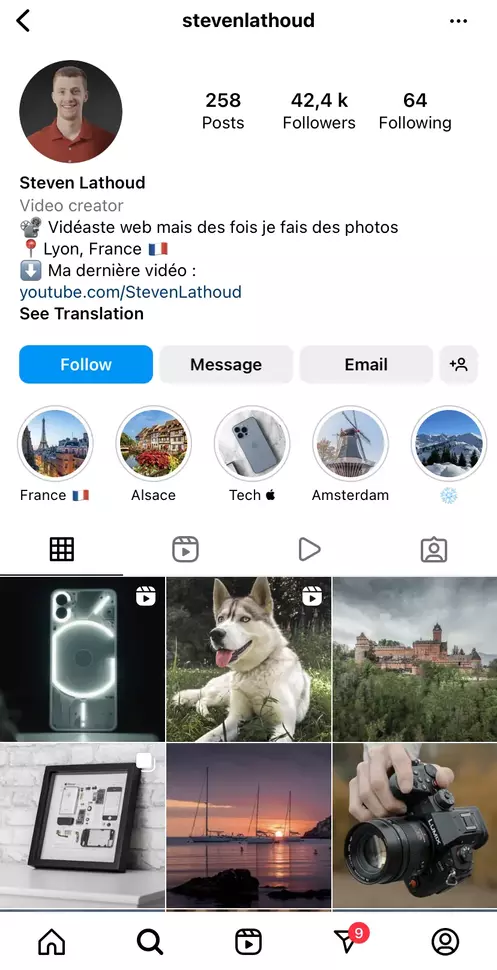 stevenlathoud
258
42,4 k
64
Posts
Followers
Following
Steven Lathoud
Video creator
Vidéaste web mais des fois je fais des photos
Lyon, France 🇫🇷
Ma dernière vidéo :
youtube.com/StevenLathoud
See Translation
Follow
Message
Email
France 🇫🇷
Alsace
Tech
Amsterdam
LUMIX
9